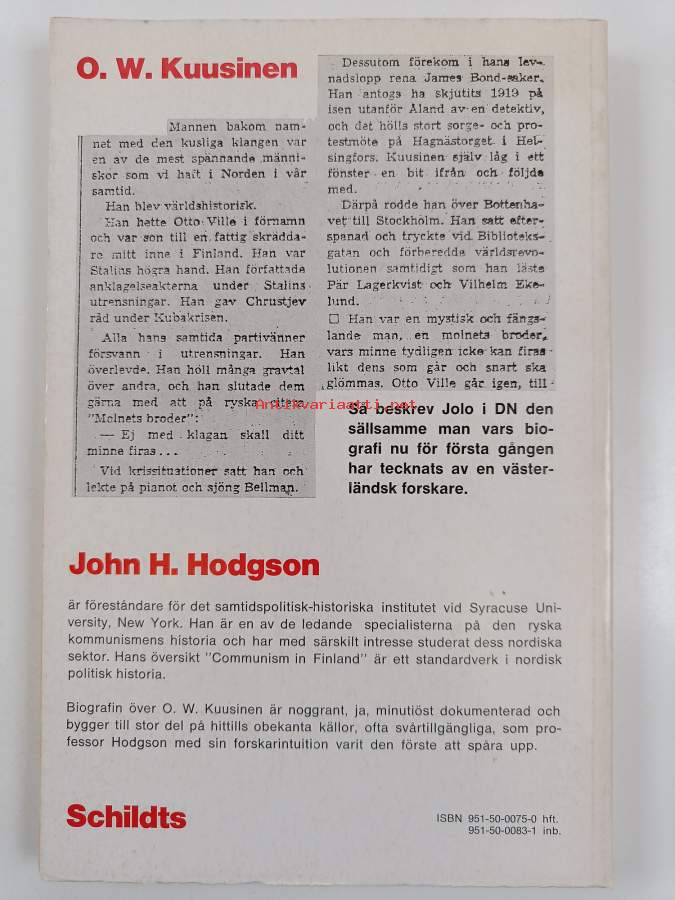 O. W. Kuusinen
Mannen bakom nam-
net med den kusliga klangen var
en av de mest spännande männi-
skor som vi haft i Norden i vår
samtid.
Han blev världshistorisk.
Han hette Otto Ville i förnamn
och var son till en fattig skrädda-
re mitt inne i Finland. Han var
Stalins högra hand. Han författade
anklagelseakterna under Stalins
utrensningar. Han gav Chrustjev
råd under Kubakrisen.
Alla hans samtida partivänner
försvann i utrensningar. Han
överlevde. Han höll många gravtal
över andra, och han slutade dem
gärna med att på ryska citera
"Molnets broder":
— Ej med klagan skall ditt
minne firas...
Vid krissituationer satt han och
lekte på pianot och sjöng Bellman.
Dessutom förekom i hans lev-
nadslopp rena James Bond-saker.
Han antogs ha skjutits 1919 på
isen utanför Åland av en detektiv,
och det hölls stort sorge- och pro-
testmöte på Hagnästorget i Hel-
singfors. Kuusinen själv låg i ett
fönster en bit ifrån och följde
med.
Därpå rodde han över Bottenha-
vet till Stockholm. Han satt efter-
spanad och tryckte vid Biblioteks-
gatan och förberedde världsrevo-
lutionen samtidigt som han läste
Pär Lagerkvist och Vilhelm Eke-
lund.
☐ Han var en mystisk och fängs-
lande man, en molnets broder,
vars minne tydligen icke kan firas
likt dens som går och snart ska
glömmas. Otto Ville går igen, till-
Antikvariaatti.net
Så beskrev Jolo i DN den
sällsamme man vars bio-
grafi nu för första gången
har tecknats av en väster-
ländsk forskare.
John H. Hodgson
är föreståndare för det samtidspolitisk-historiska institutet vid Syracuse Uni-
versity, New York. Han är en av de ledande specialisterna på den ryska
kommunismens historia och har med särskilt intresse studerat dess nordiska
sektor. Hans översikt "Communism in Finland" är ett standardverk i nordisk
politisk historia.
Biografin över O. W. Kuusinen är noggrant, ja, minutiöst dokumenterad och
bygger till stor del på hittills obekanta källor, ofta svårtillgängliga, som pro-
fessor Hodgson med sin forskarintuition varit den förste att spåra upp.
Schildts
ISBN 951-50-0075-0 hft.
951-50-0083-1 inb.